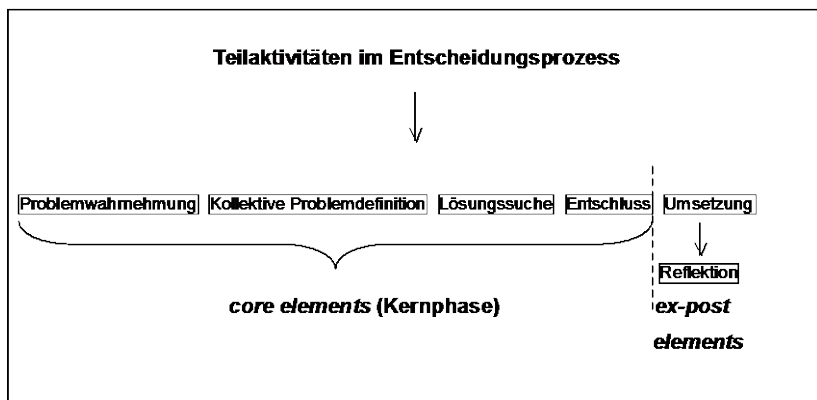 Teilaktivitäten im Entscheidungsprozess
Problemwahrnehmung Kollektive Problemdefinition Lösungssuche Entschluss Umsetzung
Reflektion
core elements (Kernphase)
ex-post
elements